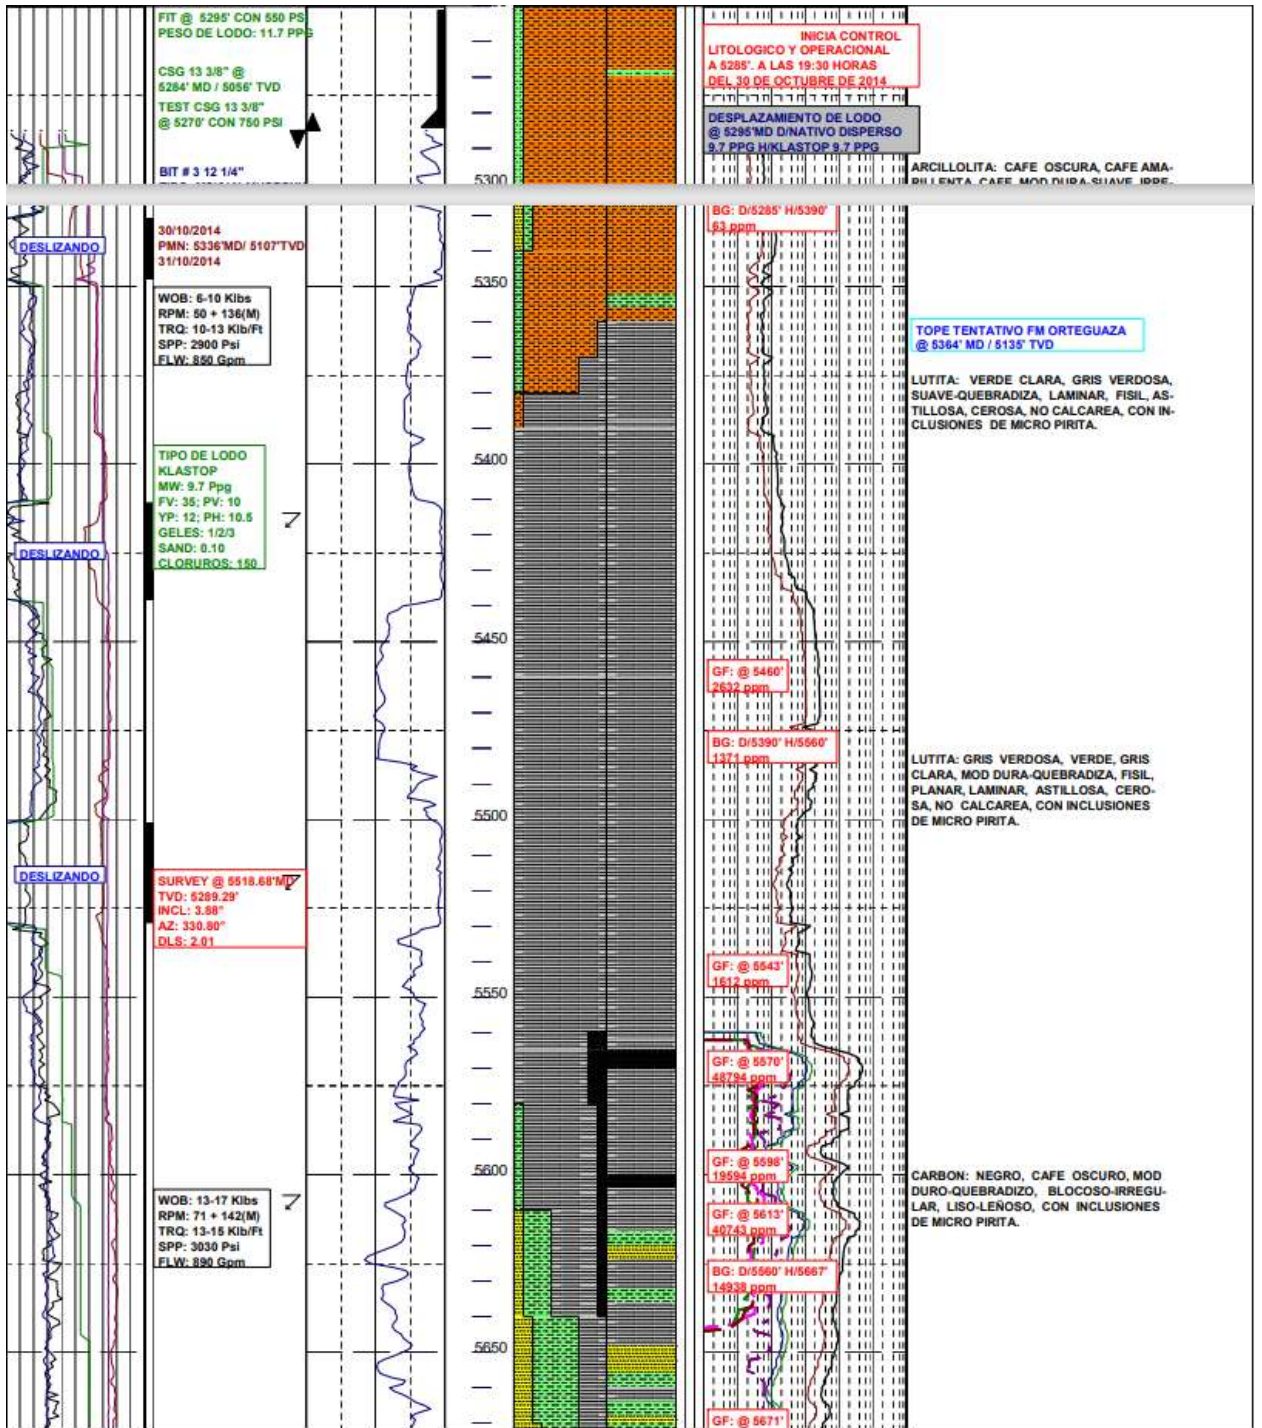 FIT @ 5295' CON 550 PS
PESO DE LODO: 11.7 PPG
CSG 13 3/8" @
5284' MD / 5056' TVD
TEST CSG 13 3/8"
@ 5270' CON 750 PSI
BIT # 3 12 1/4"
INICIA CONTROL
LITOLOGICO Y OPERACIONAL
A 5285'. A LAS 19:30 HORAS
DEL 30 DE OCTUBRE DE 2014
DESPLAZAMIENTO DE LODO
@ 5295'MD D/NATIVO DISPERSO
9.7 PPG H/KLASTOP 9.7 PPG
ARCILLOLITA: CAFE OSCURA, CAFE AMA-
RILLENTA, CAFE, MOD DURA-SUAVE, IRRE-
5300
BG: D/5285' H/5390'
63 ppm
DESLIZANDO
30/10/2014
PMN: 5336'MD/ 5107'TVD
31/10/2014
5350
WOB: 6-10 Klbs
RPM: 50 + 136(M)
TRQ: 10-13 Klb/Ft
SPP: 2900 Psi
FLW: 850 Gpm
TOPE TENTATIVO FM ORTEGUAZA
@ 5364' MD / 5135' TVD
LUTITA: VERDE CLARA, GRIS VERDOSA,
SUAVE-QUEBRADIZA, LAMINAR, FISIL, AS-
TILLOSA, CEROSA, NO CALCAREA, CON IN-
CLUSIONES DE MICRO PIRITA.
5400
TIPO DE LODO
KLASTOP
MW: 9.7 Ppg
FV: 35; PV: 10
YP: 12; PH: 10.5
GELES: 1/2/3
SAND: 0.10
CLORUROS: 150
DESLIZANDO
5450
GF: @ 5460'
2632 ppm
BG: D/5390' H/5560'
1371 ppm
LUTITA: GRIS VERDOSA, VERDE, GRIS
CLARA, MOD DURA-QUEBRADIZA, FISIL,
PLANAR, LAMINAR, ASTILLOSA, CERO-
SA, NO CALCAREA, CON INCLUSIONES
DE MICRO PIRITA.
5500
DESLIZANDO
SURVEY @ 5518.68'MD
TVD: 5289.29'
INCL: 3.88°
AZ: 330.80°
DLS: 2.01
GF: @ 5543'
1612 ppm
5550
GF: @ 5570'
48794 ppm
GF: @ 5598'
19594 ppm
5600
CARBON: NEGRO, CAFE OSCURO, MOD
DURO-QUEBRADIZO, BLOCOSO-IRREGU-
LAR, LISO-LEÑOSO, CON INCLUSIONES
DE MICRO PIRITA.
WOB: 13-17 Klbs
RPM: 71 + 142(M)
TRQ: 13-15 Klb/Ft
SPP: 3030 Psi
FLW: 890 Gpm
GF: @ 5613'
40743 ppm
BG: D/5560' H/5667'
14938 ppm
5650
GF: @ 5671'